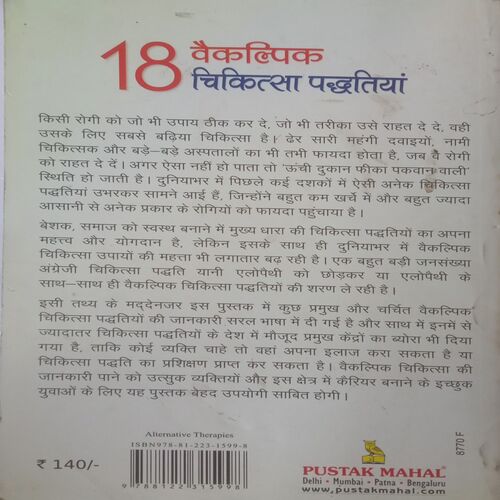 18 वैकल्पिक
चिकित्सा पद्धतियां
किसी रोगी को जो भी उपाय ठीक कर दे, जो भी तरीका उसे राहत दे दे, वही
उसके लिए सबसे बढ़िया चिकित्सा है। ढेर सारी महंगी दवाइयों, नामी
चिकित्सक और बड़े-बड़े अस्पतालों का भी तभी फायदा होता है, जब वे रोगी
को राहत दे दें। अगर ऐसा नहीं हो पाता तो 'ऊंची दुकान फीका पकवान वाली'
स्थिति हो जाती है। दुनियाभर में पिछले कई दशकों में ऐसी अनेक चिकित्सा
पद्धतियां उभरकर सामने आई हैं, जिन्होंने बहुत कम खर्चे में और बहुत ज्यादा
आसानी से अनेक प्रकार के रोगियों को फायदा पहुंचाया है।
बेशक, समाज को स्वस्थ बनाने में मुख्य धारा की चिकित्सा पद्धतियों का अपना
महत्त्व और योगदान है, लेकिन इसके साथ ही दुनियाभर में वैकल्पिक
चिकित्सा उपायों की महत्ता भी लगातार बढ़ रही है। एक बहुत बड़ी जनसंख्या
अंग्रेजी चिकित्सा पद्धति यानी एलोपैथी को छोड़कर या एलोपैथी के
साथ-साथ ही वैकल्पिक चिकित्सा पद्धतियों की शरण ले रही है।
इसी तथ्य के मद्देनजर इस पुस्तक में कुछ प्रमुख और चर्चित वैकल्पिक
चिकित्सा पद्धतियों की जानकारी सरल भाषा में दी गई है और साथ में इनमें से
ज्यादातर चिकित्सा पद्धतियों के देश में मौजूद प्रमुख केंद्रों का ब्योरा भी दिया
गया है, ताकि कोई व्यक्ति चाहे तो वहां अपना इलाज करा सकता है या
चिकित्सा पद्धति का प्रशिक्षण प्राप्त कर सकता है। वैकल्पिक चिकित्सा की
जानकारी पाने को उत्सुक व्यक्तियों और इस क्षेत्र में कैरियर बनाने के इच्छुक
युवाओं के लिए यह पुस्तक बेहद उपयोगी साबित होगी।
Alternative Therapies
ISBN978-81-223-1599-8
₹ 140/-
9 788122 315998
PUSTAK MAHAL
Delhi • Mumbai • Patna • Bengaluru
www.pustakmahal.com
8770 F